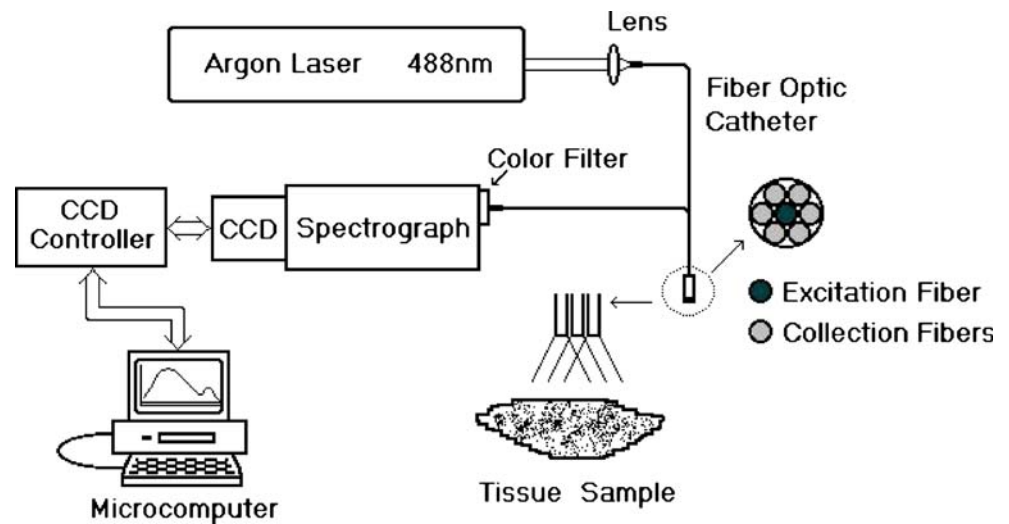 Lens
Argon Laser 488nm
Fiber Optic
Catheter
Color Filter
CCD
Controller
CCD
Spectrograph
Excitation Fiber
Collection Fibers
Microcomputer
Tissue Sample